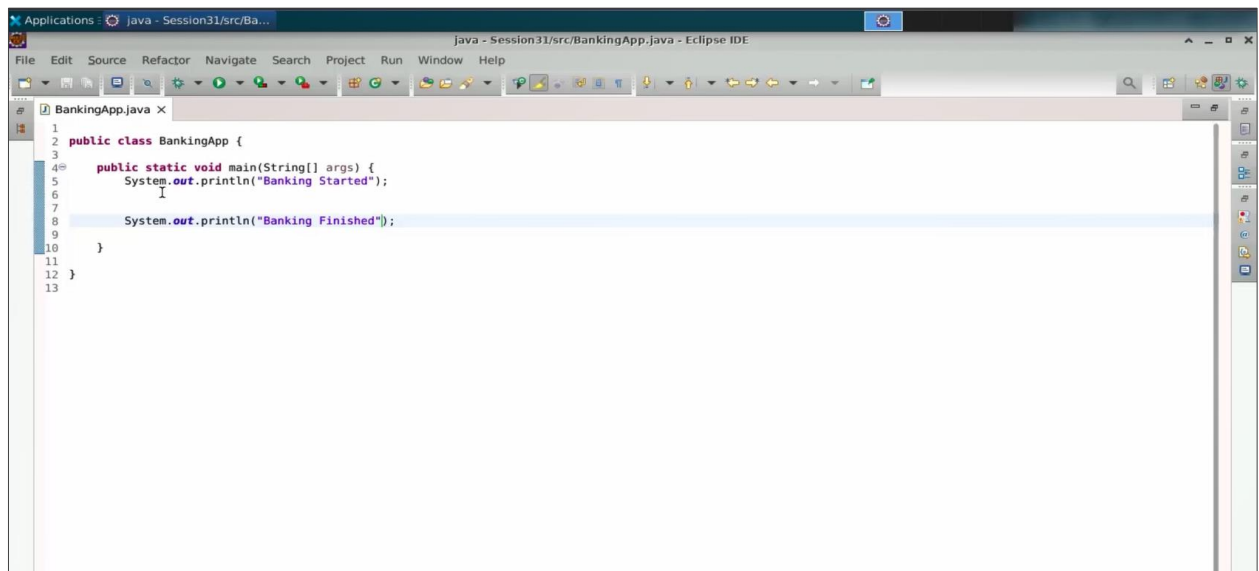 Applications
java - Session31/src/Ba...
java - Session31/src/BankingApp.java - Eclipse IDE
File Edit Source Refactor Navigate Search Project Run Window Help
BankingApp.java
1
2 public class BankingApp {
3
4 public static void main(String[] args) {
5 System.out.println("Banking Started");
6
7
8 System.out.println("Banking Finished");
9
10 }
11
12 }
13